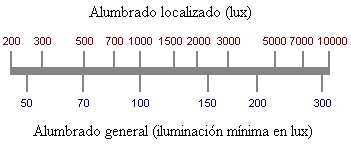 Alumbrado localizado (lux)
200 300 500 700 1000 1500 2000 3000 5000 7000 10000
50 70 100 150 200 300
Alumbrado general (iluminación mínima en lux)